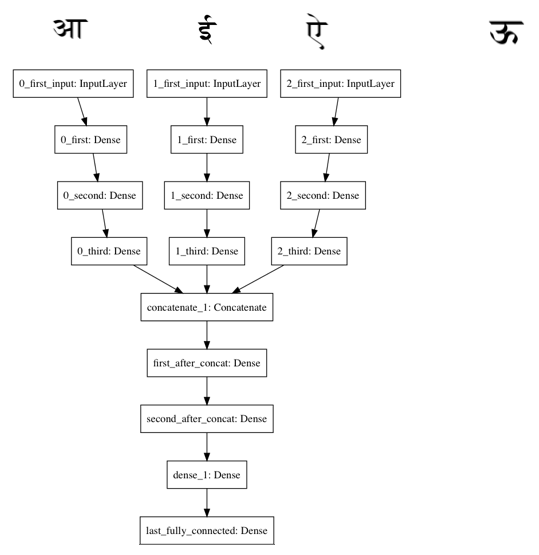 आ ई ऐ ऊ
0_first_input: InputLayer 1_first_input: InputLayer 2_first_input: InputLayer
0_first: Dense 1_first: Dense 2_first: Dense
0_second: Dense 1_second: Dense 2_second: Dense
0_third: Dense 1_third: Dense 2_third: Dense
concatenate_1: Concatenate
first_after_concat: Dense
second_after_concat: Dense
dense_1: Dense
last_fully_connected: Dense